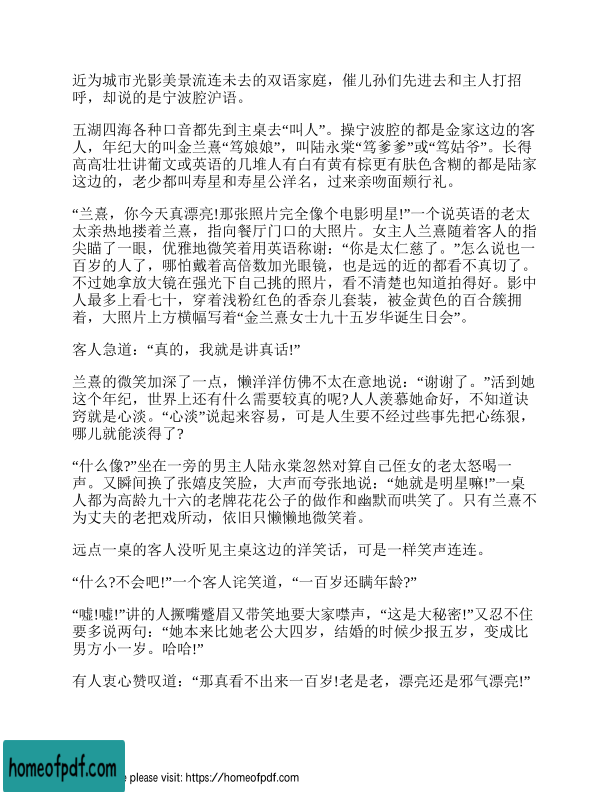 近为城市光影美景流连未去的双语家庭，催儿孙们先进去和主人打招
呼，却说的是宁波腔沪语。
五湖四海各种口音都先到主桌去“叫人”。操宁波腔的都是金家这边的客
人，年纪大的叫金兰熹“笃娘娘”，叫陆永棠“笃爹爹”或“笃姑爷”。长得
高高壮壮讲葡文或英语的几堆人有白有黄有棕更有肤色含糊的都是陆家
这边的，老少都叫寿星和寿星公洋名，过来亲吻面颊行礼。
“兰熹，你今天真漂亮!那张照片完全像个电影明星!”一个说英语的老太
太亲热地搂着兰熹，指向餐厅门口的大照片。女主人兰熹随着客人的指
尖瞄了一眼，优雅地微笑着用英语称谢：“你是太仁慈了。”怎么说也一
百岁的人了，哪怕戴着高倍数加光眼镜，也是远的近的都看不真切了。
不过她拿放大镜在强光下自己挑的照片，看不清楚也知道拍得好。影中
人最多上看七十，穿着浅粉红色的香奈儿套装，被金黄色的百合簇拥
着，大照片上方横幅写着“金兰熹女士九十五岁华诞生日会”。
客人急道：“真的，我就是讲真话!”
兰熹的微笑加深了一点，懒洋洋仿佛不太在意地说：“谢谢了。”活到她
这个年纪，世界上还有什么需要较真的呢?人人羡慕她命好，不知道诀
窍就是心淡。“心淡”说起来容易，可是人生要不经过些事先把心练狠，
哪儿就能淡得了?
“什么像?”坐在一旁的男主人陆永棠忽然对算自己侄女的老太怒喝一
声。又瞬间换了张嬉皮笑脸，大声而夸张地说：“她就是明星嘛!”一桌
人都为高龄九十六的老牌花花公子的做作和幽默而哄笑了。只有兰熹不
为丈夫的老把戏所动，依旧只懒懒地微笑着。
远点一桌的客人没听见主桌这边的洋笑话，可是一样笑声连连。
“什么?不会吧!”一个客人诧笑道，“一百岁还瞒年龄?”
“嘘!嘘!”讲的人撅嘴蹙眉又带笑地要大家噤声，“这是大秘密!”又忍不住
要多说两句：“她本来比她老公大四岁，结婚的时候少报五岁，变成比
男方小一岁。哈哈!”
有人衷心赞叹道：“那真看不出来一百岁!老是老，漂亮还是邪气漂亮!”
homeofpdf.com
e please visit: https://homeofpdf.com